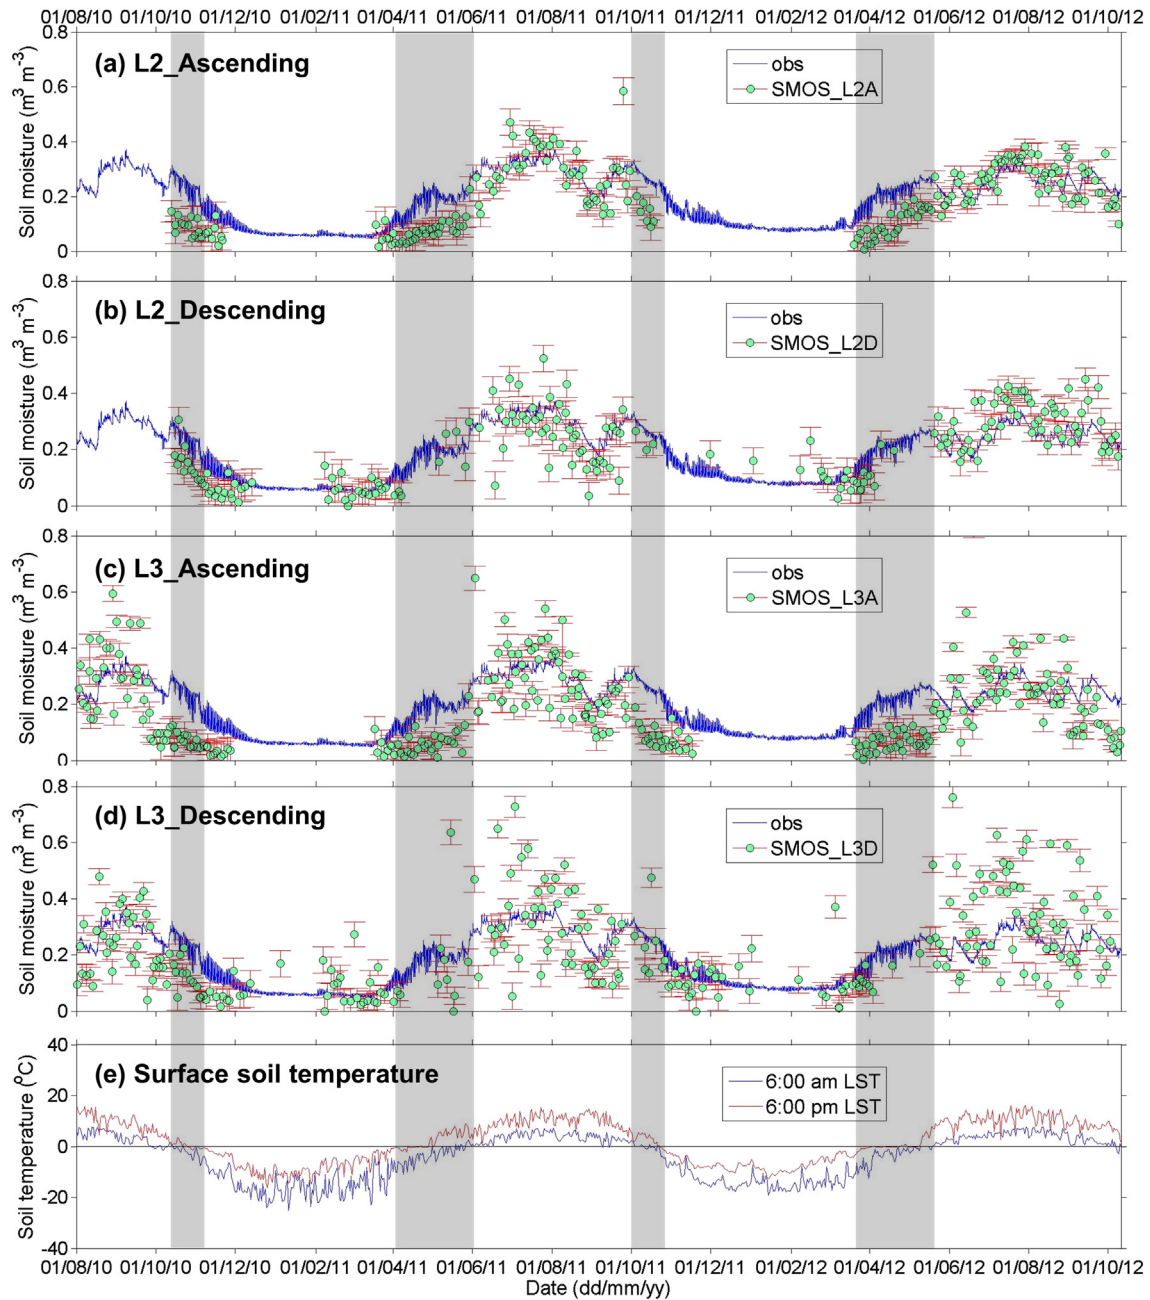 01/08/10 01/10/10 01/12/10 01/02/11 01/04/11 01/06/11 01/08/11 01/10/11 01/12/11 01/02/12 01/04/12 01/06/12 01/08/12 01/10/12
0.8
(a) L2_Ascending
obs
SMOS_L2A
0.6
0.4
0.2
0
Soil moisture (m³ m⁻³)
0.8
(b) L2_Descending
obs
SMOS_L2D
0.6
0.4
0.2
0
Soil moisture (m³ m⁻³)
0.8
(c) L3_Ascending
obs
SMOS_L3A
0.6
0.4
0.2
0
Soil moisture (m³ m⁻³)
0.8
(d) L3_Descending
obs
SMOS_L3D
0.6
0.4
0.2
0
Soil moisture (m³ m⁻³)
40
(e) Surface soil temperature
6:00 am LST
6:00 pm LST
20
0
-20
-40
Soil temperature (⁰C)
01/08/10 01/10/10 01/12/10 01/02/11 01/04/11 01/06/11 01/08/11 01/10/11 01/12/11 01/02/12 01/04/12 01/06/12 01/08/12 01/10/12
Date (dd/mm/yy)